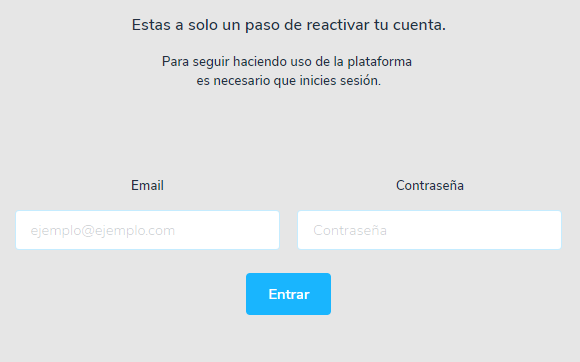 Estas a solo un paso de reactivar tu cuenta.
Para seguir haciendo uso de la plataforma
es necesario que inicies sesión.
Email
Contraseña
ejemplo@ejemplo.com
Contraseña
Entrar